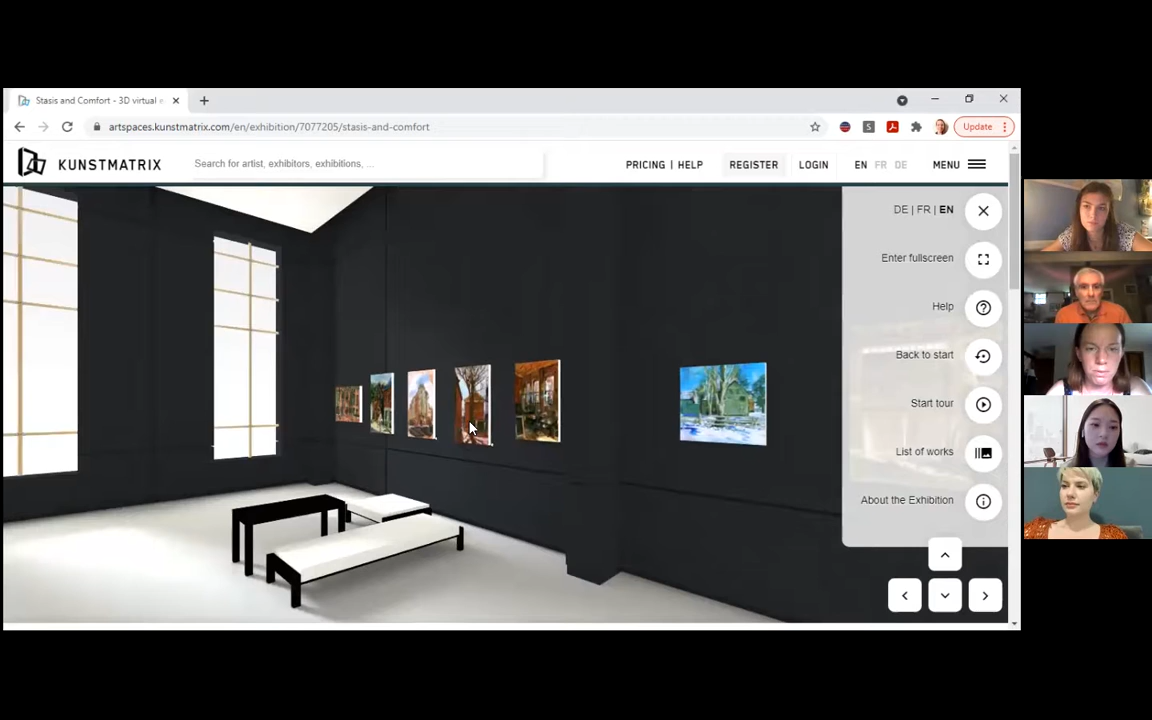 Stasis and Comfort - 3D virtual e
artspaces.kunstmatrix.com/en/exhibition/7077205/stasis-and-comfort
Update
KUNSTMATRIX
Search for artist, exhibitors, exhibitions, ...
PRICING | HELP
REGISTER
LOGIN
EN FR DE
MENU
DE | FR | EN
Enter fullscreen
Help
Back to start
Start tour
List of works
About the Exhibition